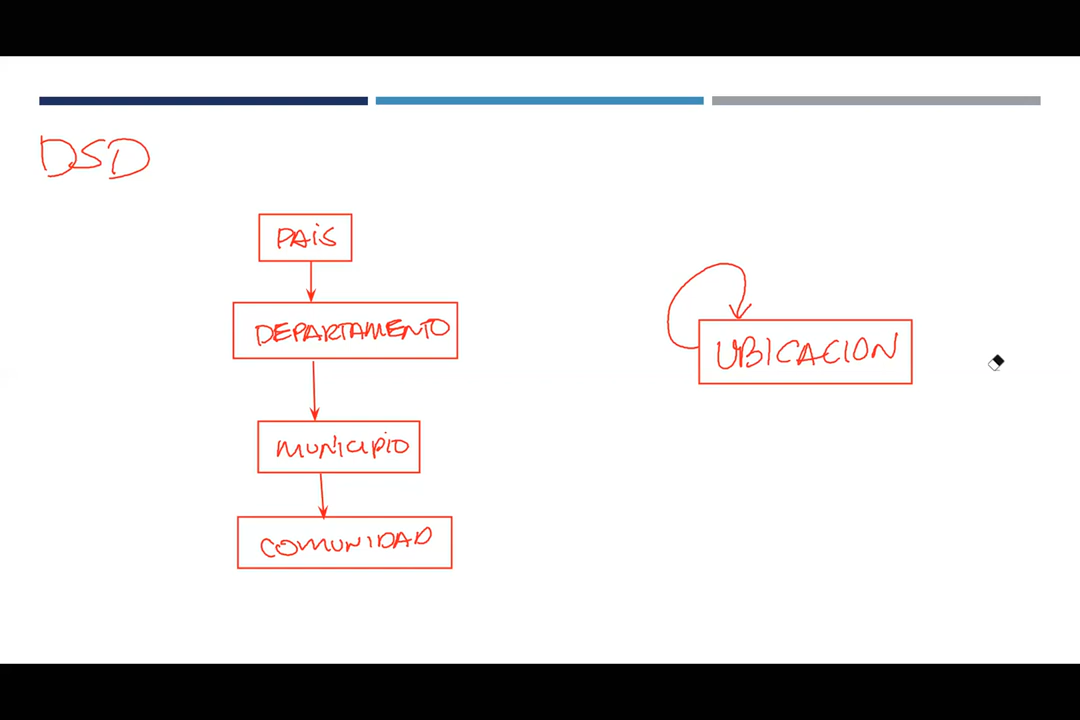 DSD
PAIS
DEPARTAMENTO
MUNICIPIO
COMUNIDAD
UBICACION